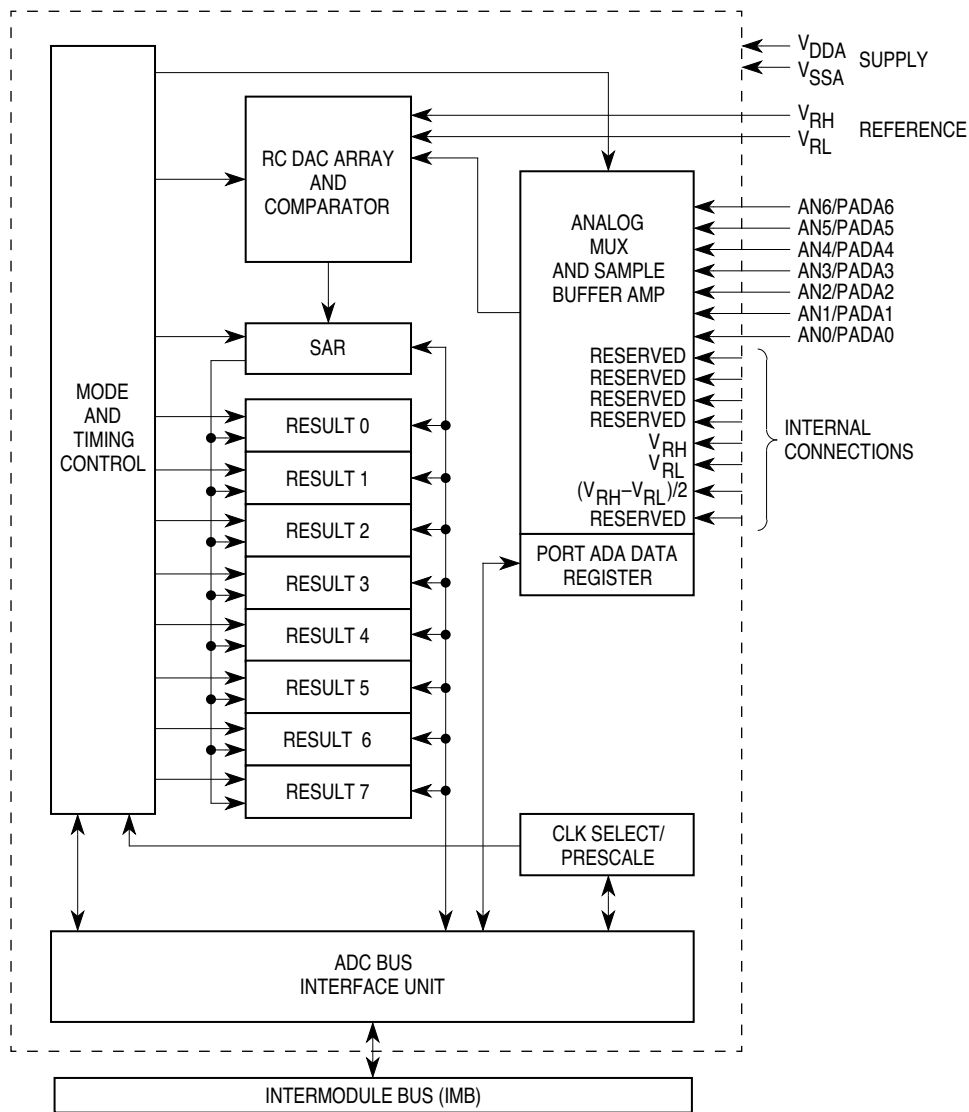 VDDA
VSSA
SUPPLY
VRH
VRL
REFERENCE
RC DAC ARRAY
AND
COMPARATOR
ANALOG
MUX
AND SAMPLE
BUFFER AMP
AN6/PADA6
AN5/PADA5
AN4/PADA4
AN3/PADA3
AN2/PADA2
AN1/PADA1
AN0/PADA0
RESERVED
RESERVED
RESERVED
RESERVED
VRH
VRL
(VRH–VRL)/2
RESERVED
INTERNAL
CONNECTIONS
PORT ADA DATA
REGISTER
MODE
AND
TIMING
CONTROL
SAR
RESULT 0
RESULT 1
RESULT 2
RESULT 3
RESULT 4
RESULT 5
RESULT 6
RESULT 7
CLK SELECT/
PRESCALE
ADC BUS
INTERFACE UNIT
INTERMODULE BUS (IMB)